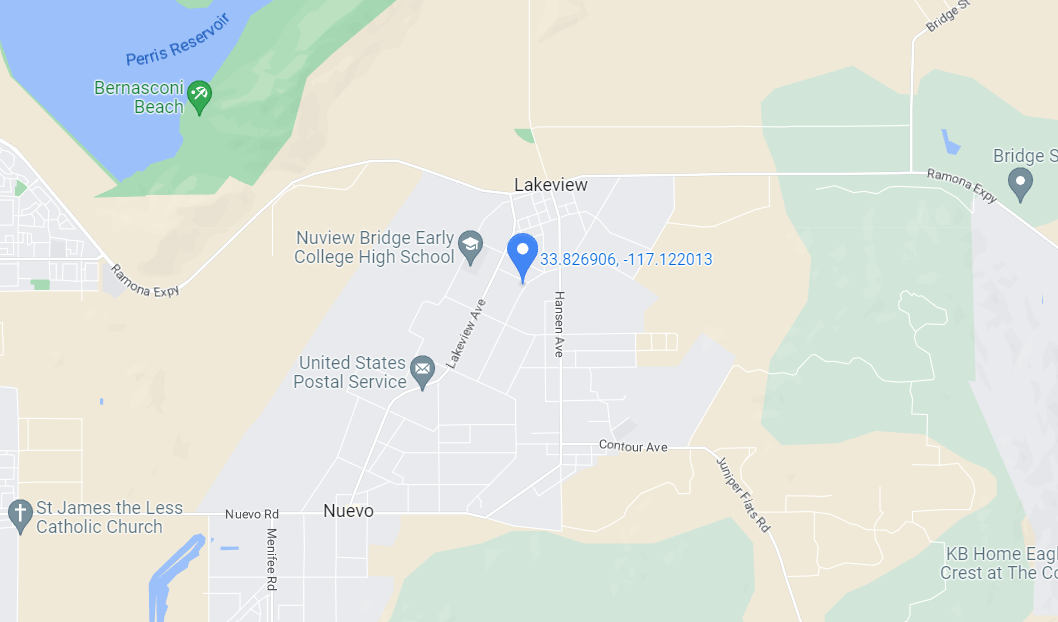 Bridge St
Perris Reservoir
Bernasconi
Beach
Bridge S
Ramona Expy
Lakeview
Nuview Bridge Early
College High School
33.826906, -117.122013
Ramona Expy
Hansen Ave
Lakeview Ave
United States
Postal Service
Contour Ave
Juniper Flats Rd
St James the Less
Catholic Church
Nuevo Rd
Nuevo
Menifee Rd
KB Home Eagl
Crest at The Co